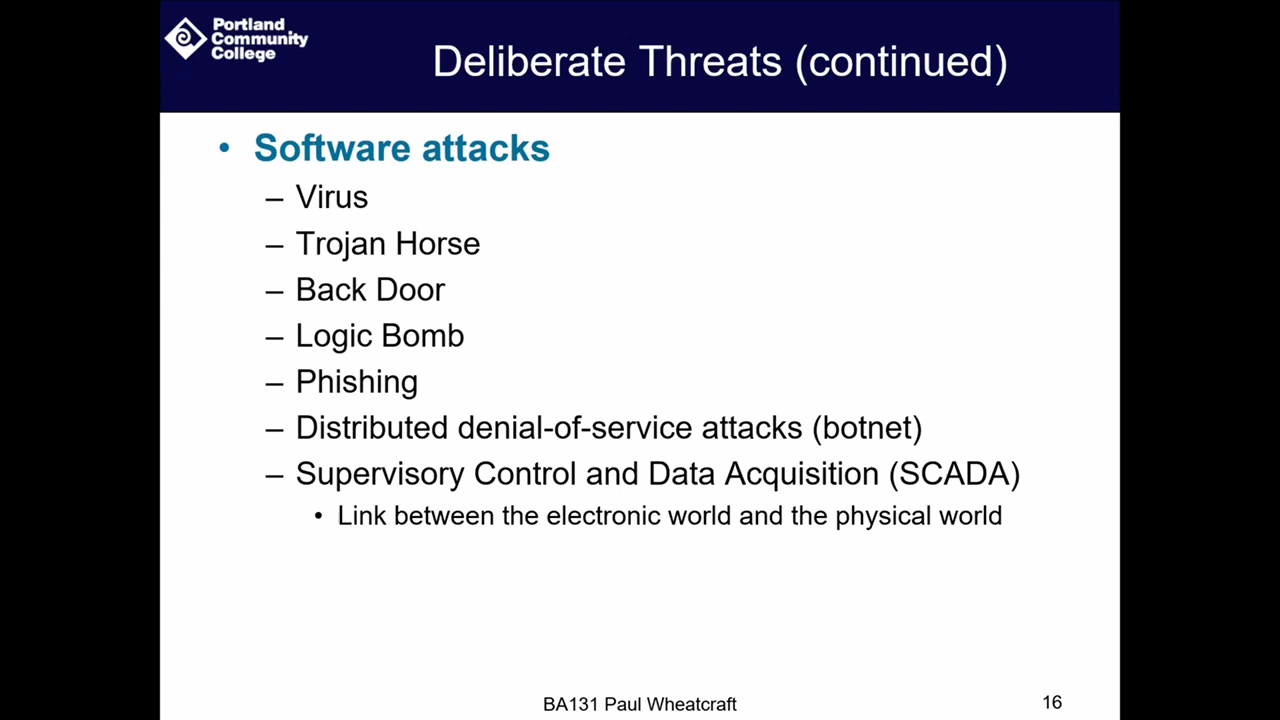 Portland
Community
College
Deliberate Threats (continued)
• Software attacks
– Virus
– Trojan Horse
– Back Door
– Logic Bomb
– Phishing
– Distributed denial-of-service attacks (botnet)
– Supervisory Control and Data Acquisition (SCADA)
• Link between the electronic world and the physical world
BA131 Paul Wheatcraft
16